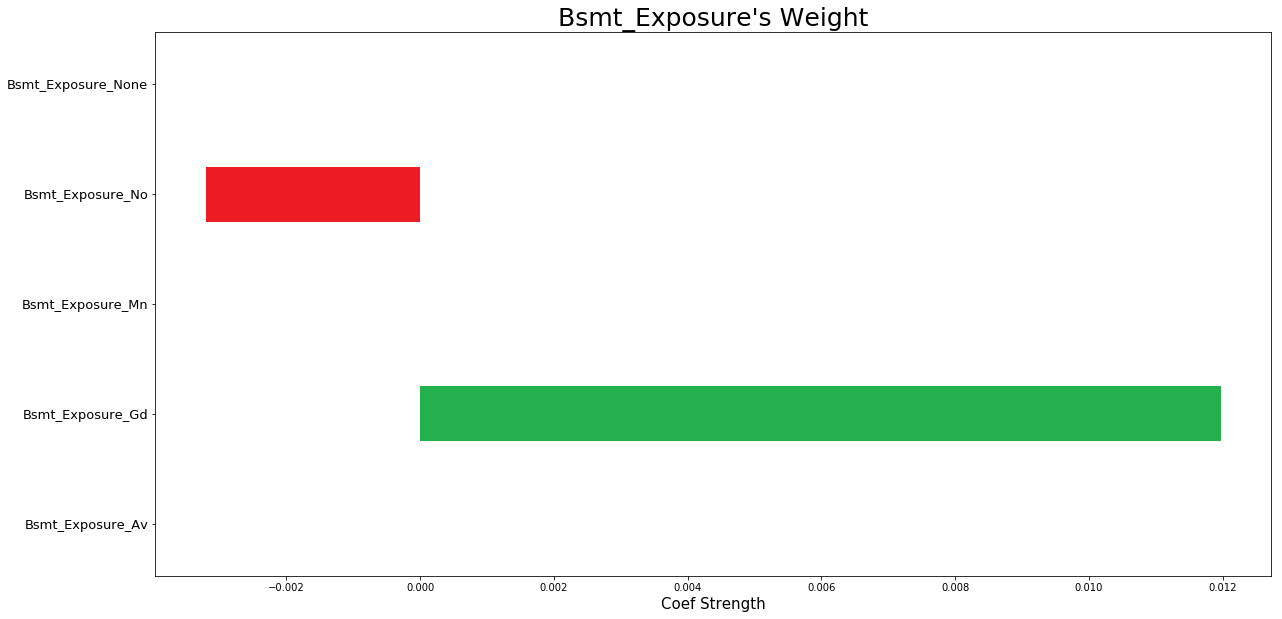 Bsmt_Exposure's Weight
Bsmt_Exposure_None
Bsmt_Exposure_No
Bsmt_Exposure_Mn
Bsmt_Exposure_Gd
Bsmt_Exposure_Av
−0.002 0.000 0.002 0.004 0.006 0.008 0.010 0.012
Coef Strength